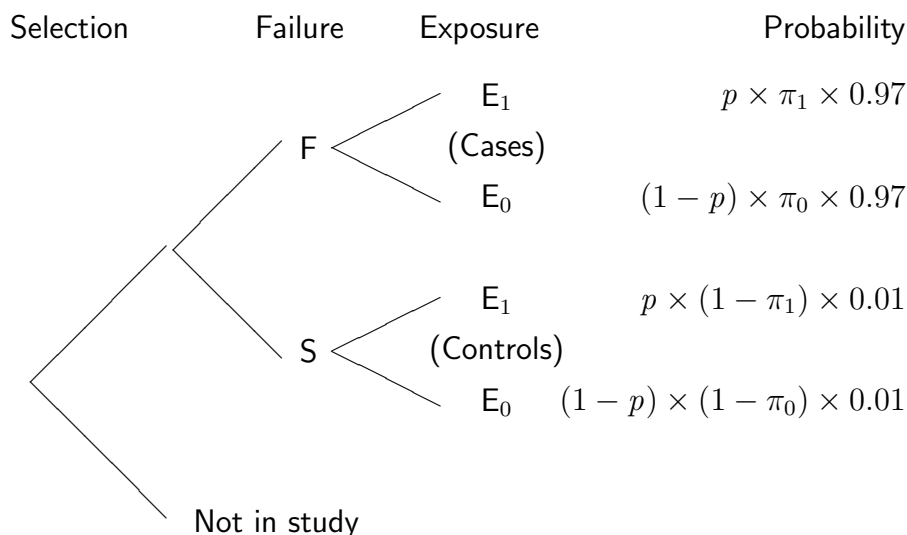 Selection Failure Exposure Probability
E₁ p × π₁ × 0.97
F (Cases)
E₀ (1 − p) × π₀ × 0.97
E₁ p × (1 − π₁) × 0.01
S (Controls)
E₀ (1 − p) × (1 − π₀) × 0.01
Not in study